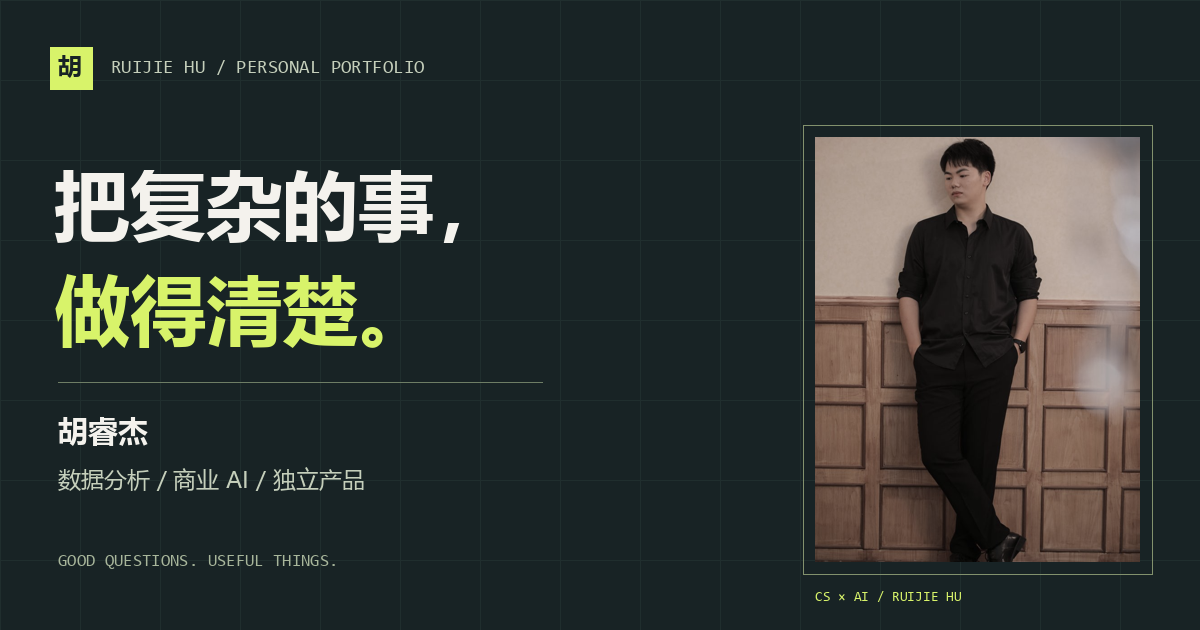 胡 RUIJIE HU / PERSONAL PORTFOLIO
把复杂的事，
做得清楚。
胡睿杰
数据分析 / 商业 AI / 独立产品
GOOD QUESTIONS. USEFUL THINGS.
CS × AI / RUIJIE HU